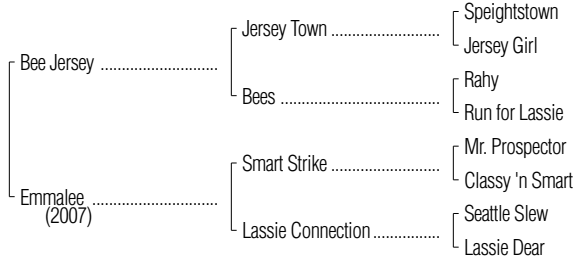 Speightstown
Jersey Town ............................
Jersey Girl
Bee Jersey ..............................
Rahy
Bees .........................................
Run for Lassie
Mr. Prospector
Smart Strike .............................
Classy 'n Smart
Emmalee ................................
(2007)
Seattle Slew
Lassie Connection .................
Lassie Dear